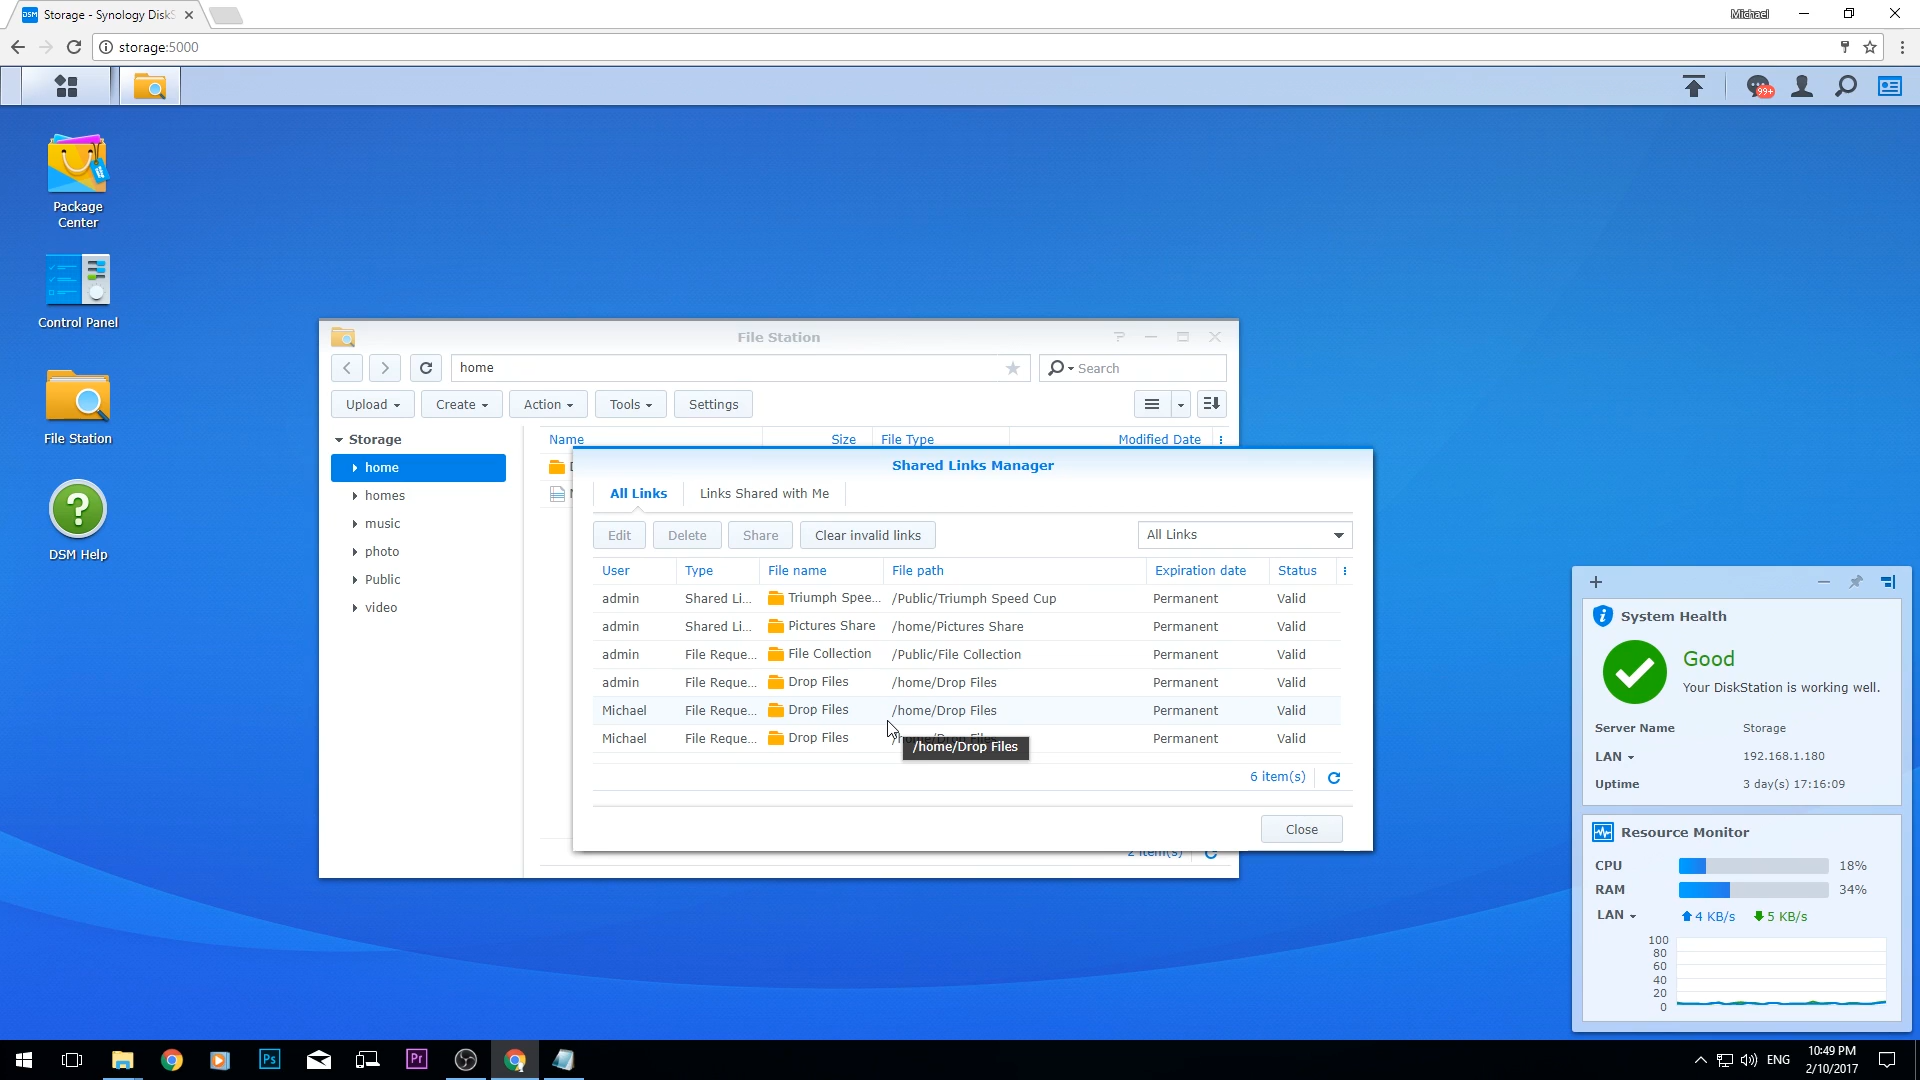 Storage - Synology DiskS
Michael
storage:5000
99+
Package
Center
Control Panel
File Station
DSM Help
File Station
home
Search
Upload
Create
Action
Tools
Settings
Storage
home
homes
music
photo
Public
video
Name
Size
File Type
Modified Date
Shared Links Manager
All Links
Links Shared with Me
Edit
Delete
Share
Clear invalid links
All Links
User Type File name File path Expiration date Status
admin Shared Li... Triumph Spee... /Public/Triumph Speed Cup Permanent Valid
admin Shared Li... Pictures Share /home/Pictures Share Permanent Valid
admin File Reque... File Collection /Public/File Collection Permanent Valid
admin File Reque... Drop Files /home/Drop Files Permanent Valid
Michael File Reque... Drop Files /home/Drop Files Permanent Valid
Michael File Reque... Drop Files Permanent Valid
/home/Drop Files
6 item(s)
Close
2 item(s)
System Health
Good
Your DiskStation is working well.
Server Name Storage
LAN 192.168.1.180
Uptime 3 day(s) 17:16:09
Resource Monitor
CPU 18%
RAM 34%
LAN 4 KB/s 5 KB/s
100
80
60
40
20
0
Ps
Pr
ENG
10:49 PM
2/10/2017